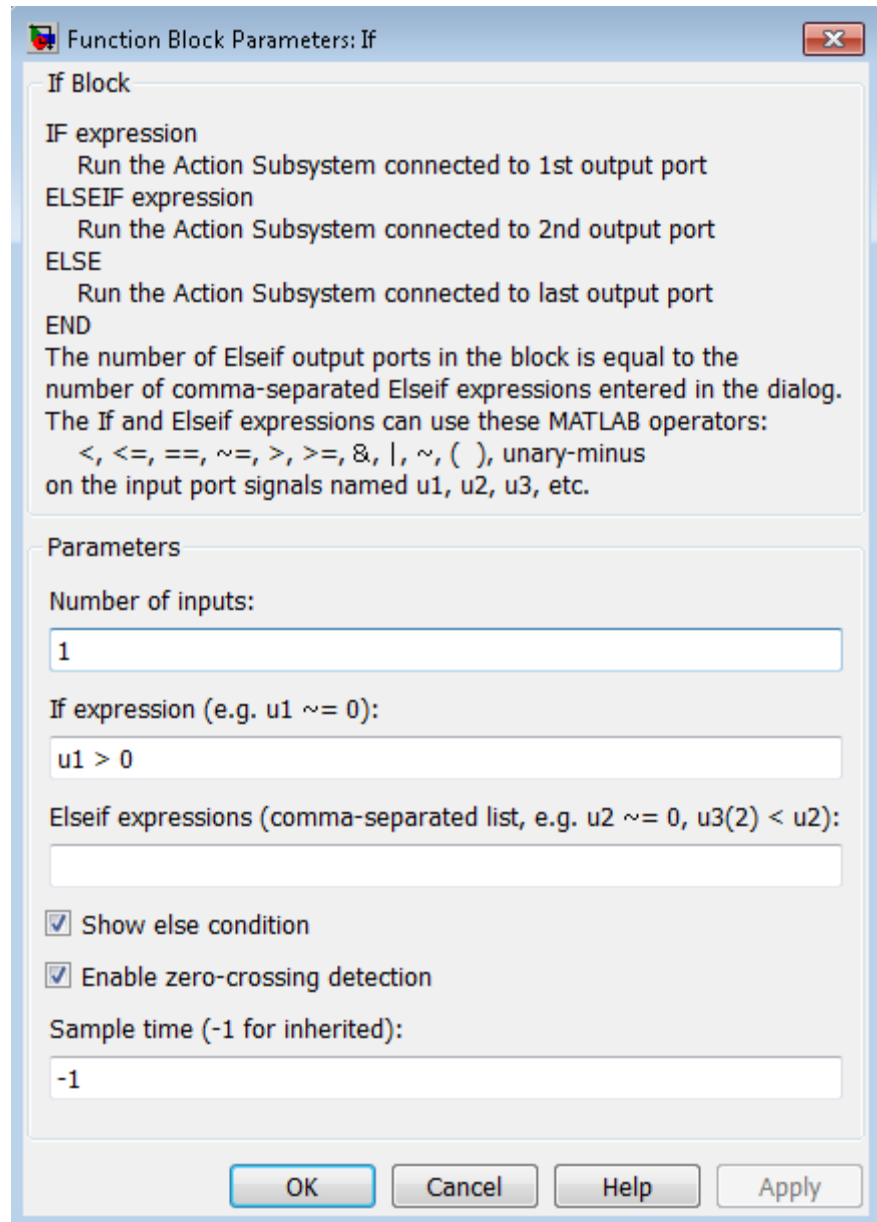 Function Block Parameters: If
If Block
IF expression
Run the Action Subsystem connected to 1st output port
ELSEIF expression
Run the Action Subsystem connected to 2nd output port
ELSE
Run the Action Subsystem connected to last output port
END
The number of Elseif output ports in the block is equal to the
number of comma-separated Elseif expressions entered in the dialog.
The If and Elseif expressions can use these MATLAB operators:
<, <=, ==, ~=, >, >=, &, |, ~, ( ), unary-minus
on the input port signals named u1, u2, u3, etc.
Parameters
Number of inputs:
1
If expression (e.g. u1 ~= 0):
u1 > 0
Elseif expressions (comma-separated list, e.g. u2 ~= 0, u3(2) < u2):
Show else condition
Enable zero-crossing detection
Sample time (-1 for inherited):
-1
OK Cancel Help Apply